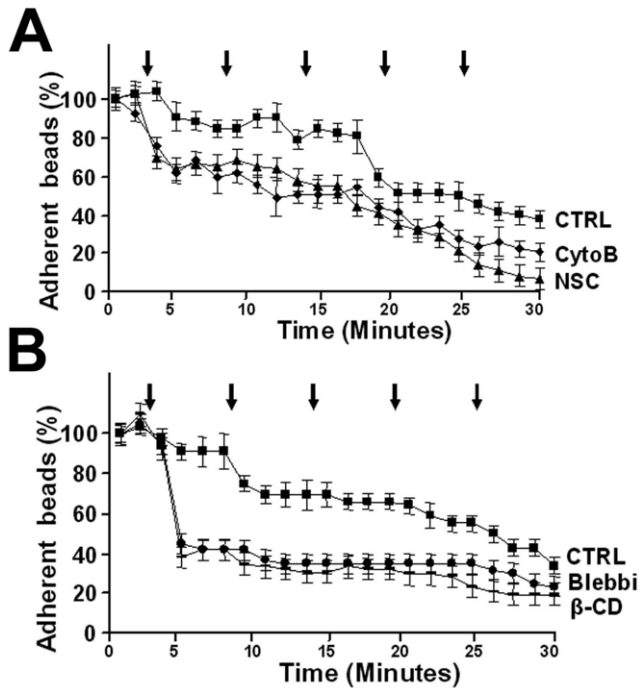 A
Adherent beads (%)
100
80
60
40
20
0
CTRL
CytoB
NSC
0 5 10 15 20 25 30
Time (Minutes)
B
Adherent beads (%)
100
80
60
40
20
0
CTRL
Blebbi
β-CD
0 5 10 15 20 25 30
Time (Minutes)